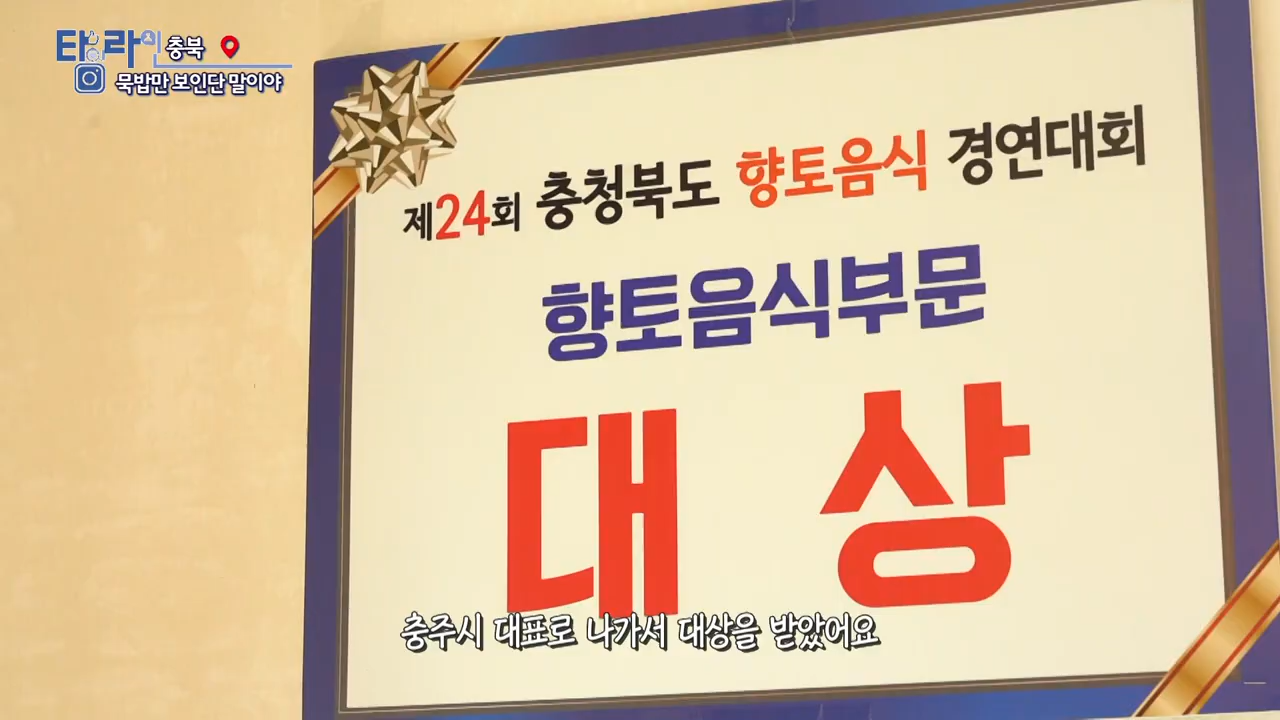 타슐라인 충북
묵밥만 보인단 말이야
제24회 충청북도 향토음식 경연대회
향토음식부문
대 상
충주시 대표로 나가서 대상을 받았어요